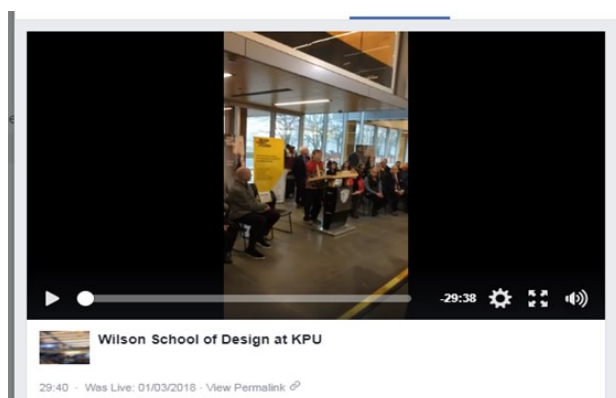 -29:38
Wilson School of Design at KPU
29:40 · Was Live: 01/03/2018 · View Permalink